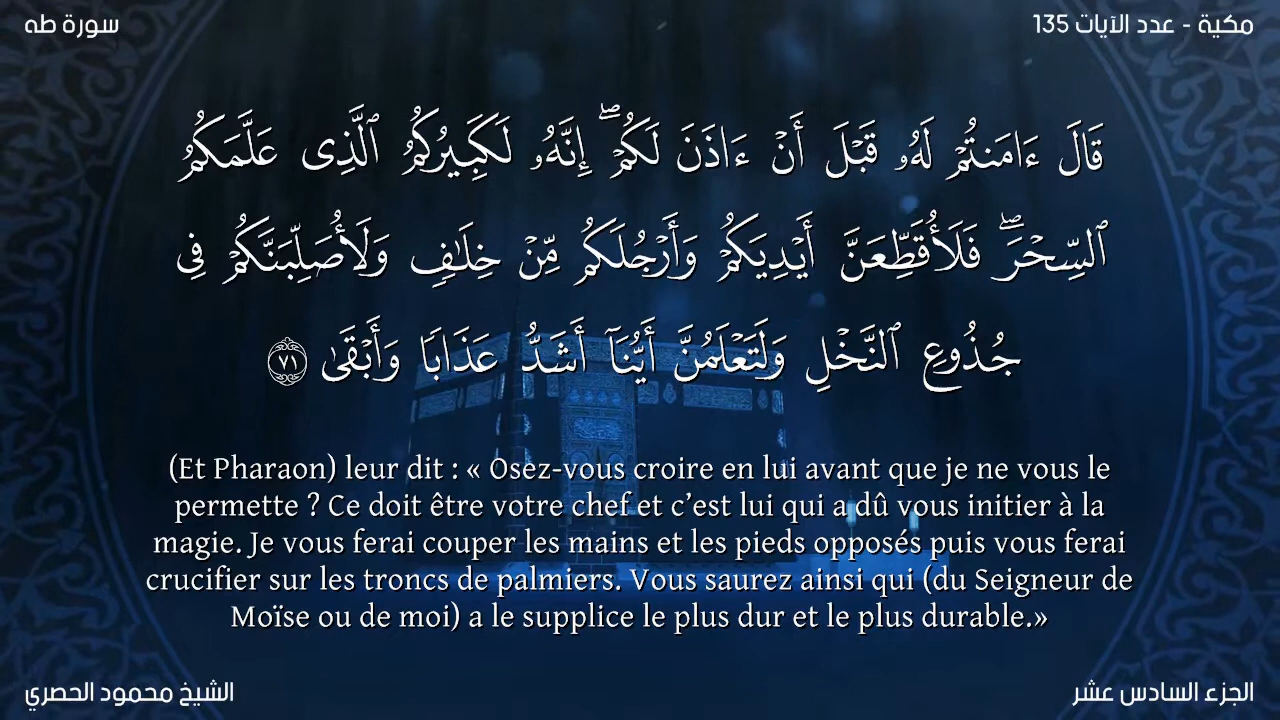 مكية - عدد الآيات 135
سورة طه
قَالَ ءَامَنتُمْ لَهُۥ قَبْلَ أَنْ ءَاذَنَ لَكُمْ ۖ إِنَّهُۥ لَكَبِيرُكُمُ ٱلَّذِى عَلَّمَكُمُ
ٱلسِّحْرَ ۖ فَلَأُقَطِّعَنَّ أَيْدِيَكُمْ وَأَرْجُلَكُم مِّنْ خِلَـٰفٍ وَلَأُصَلِّبَنَّكُمْ فِى
جُذُوعِ ٱلنَّخْلِ وَلَتَعْلَمُنَّ أَيُّنَآ أَشَدُّ عَذَابًا وَأَبْقَىٰ ٧١
(Et Pharaon) leur dit : « Osez-vous croire en lui avant que je ne vous le
permette ? Ce doit être votre chef et c’est lui qui a dû vous initier à la
magie. Je vous ferai couper les mains et les pieds opposés puis vous ferai
crucifier sur les troncs de palmiers. Vous saurez ainsi qui (du Seigneur de
Moïse ou de moi) a le supplice le plus dur et le plus durable.»
الجزء السادس عشر
الشيخ محمود الحصري